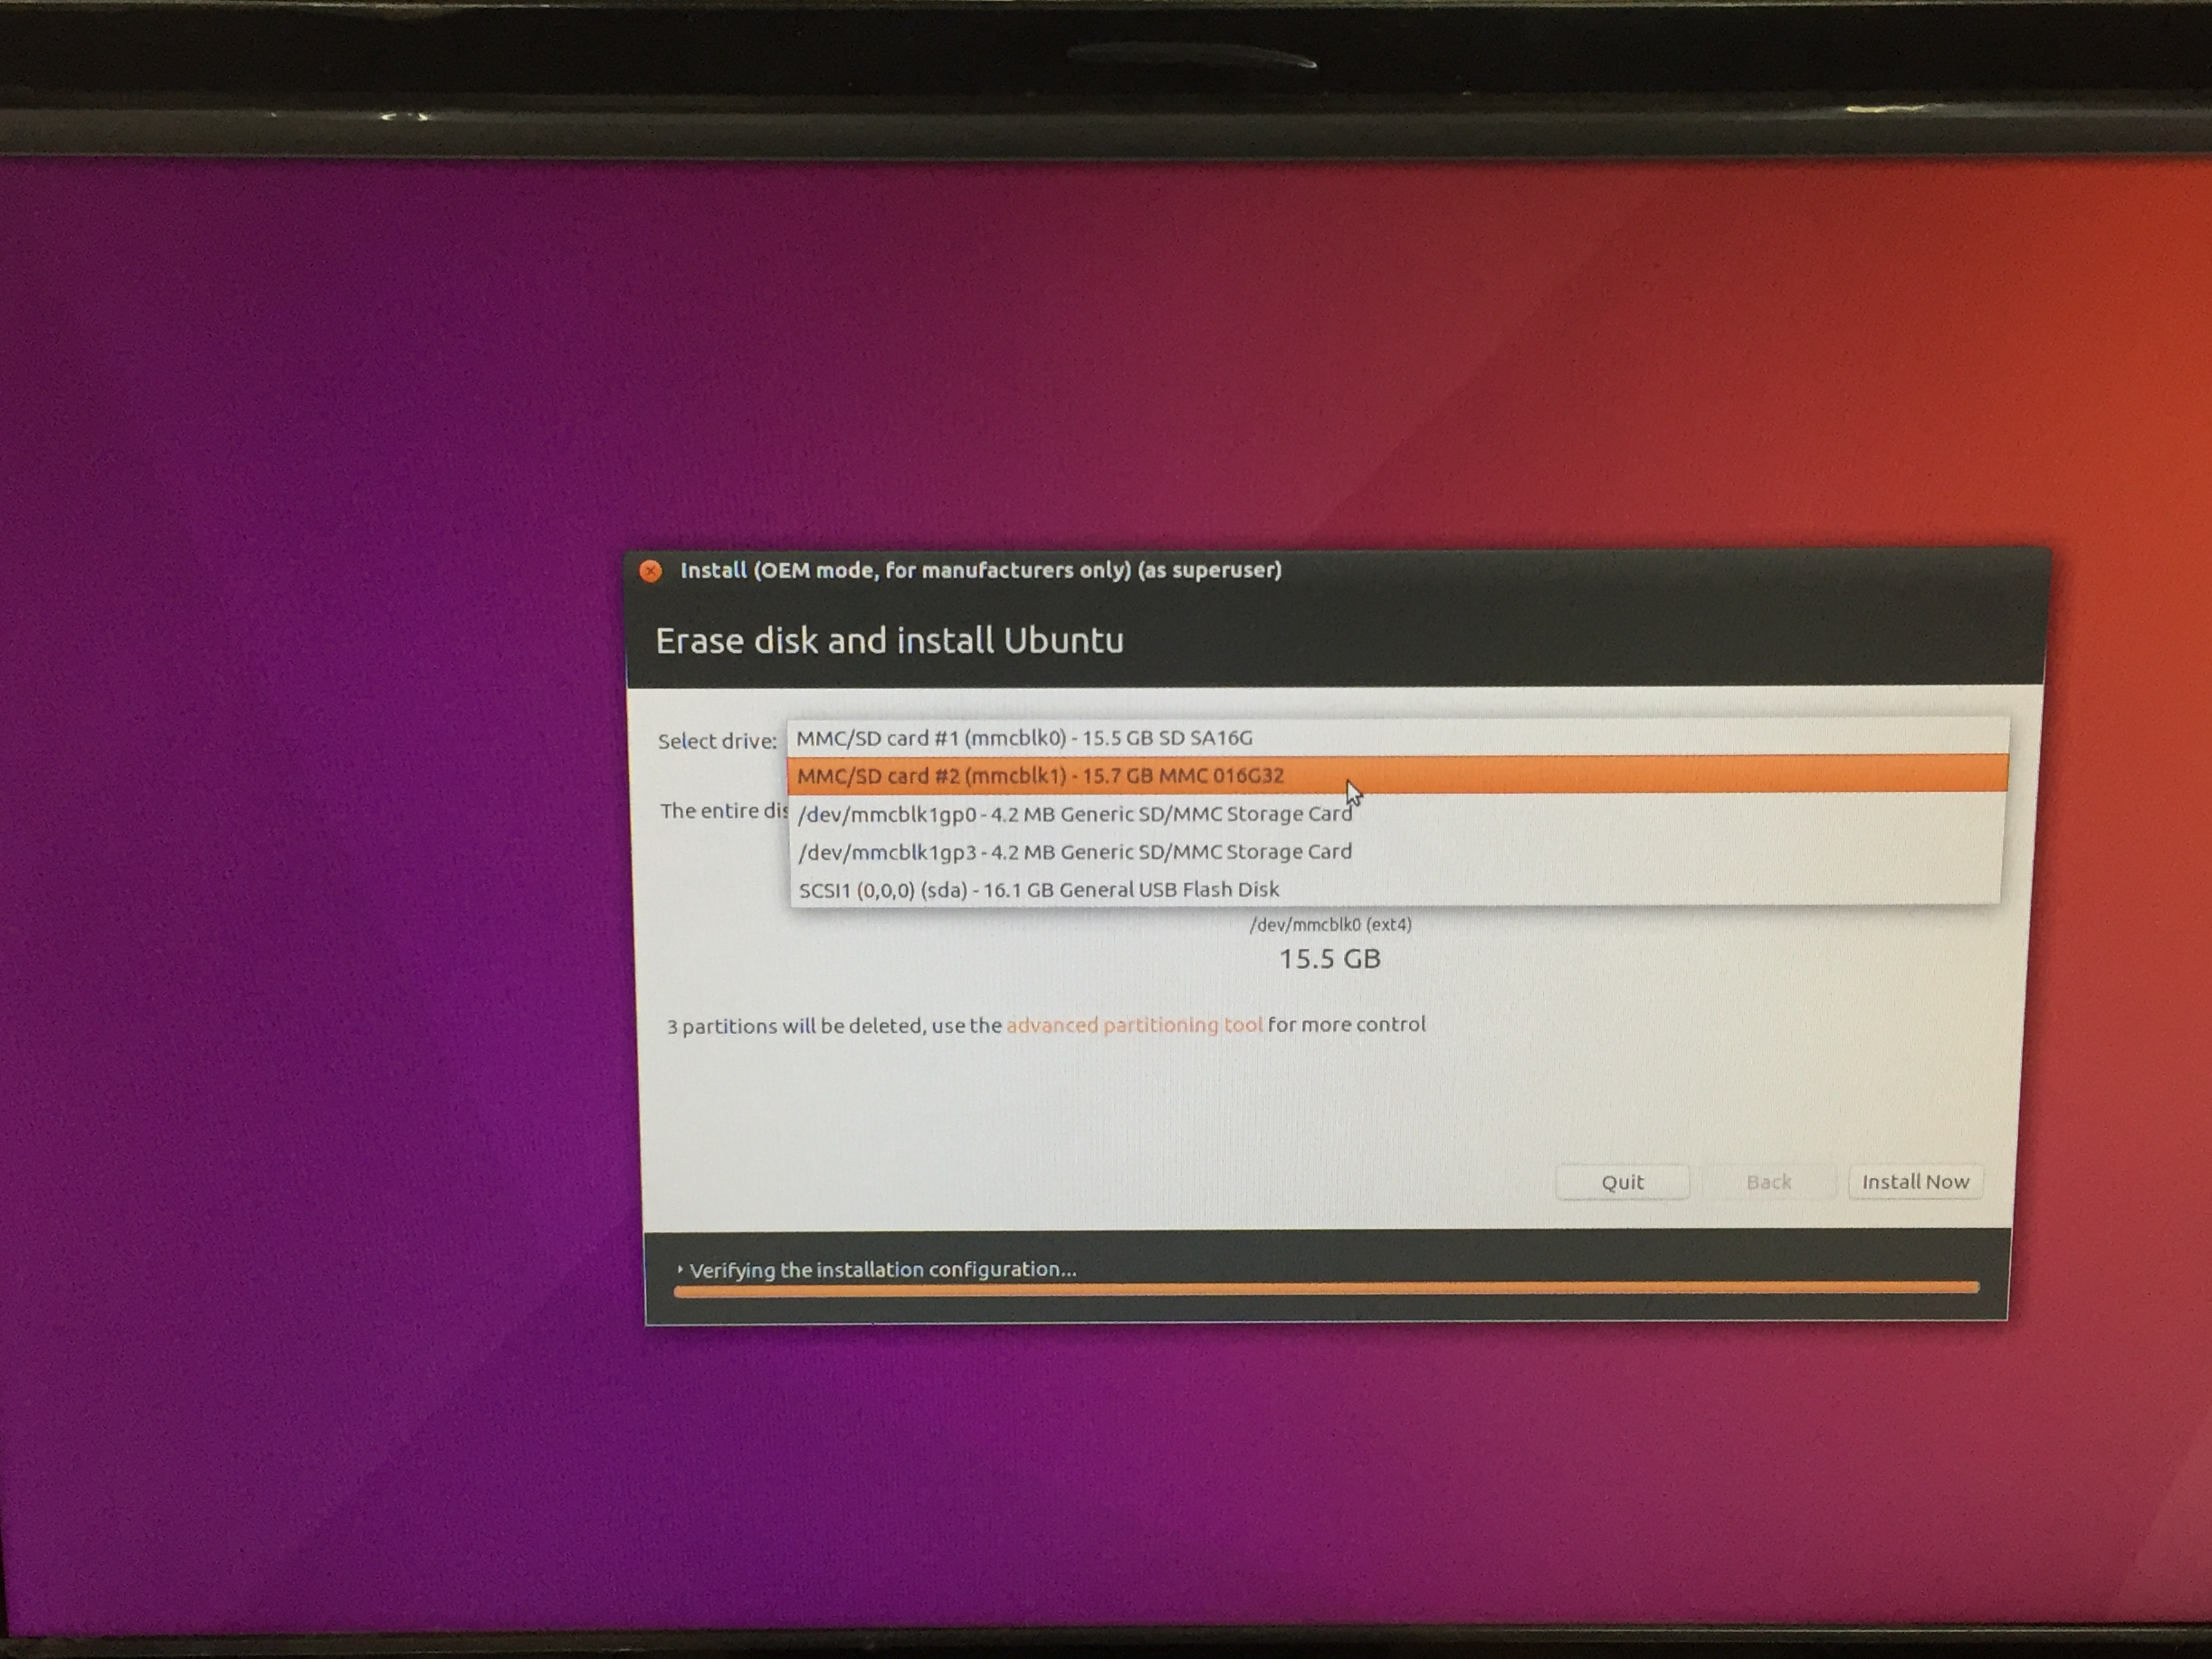 Install (OEM mode, for manufacturers only) (as superuser)
Erase disk and install Ubuntu
Select drive:
MMC/SD card #1 (mmcblk0) - 15.5 GB SD SA16G
MMC/SD card #2 (mmcblk1) - 15.7 GB MMC 016G32
The entire dis
/dev/mmcblk1gp0 - 4.2 MB Generic SD/MMC Storage Card
/dev/mmcblk1gp3 - 4.2 MB Generic SD/MMC Storage Card
SCSI1 (0,0,0) (sda) - 16.1 GB General USB Flash Disk
/dev/mmcblk0 (ext4)
15.5 GB
3 partitions will be deleted, use the advanced partitioning tool for more control
Quit
Back
Install Now
Verifying the installation configuration...